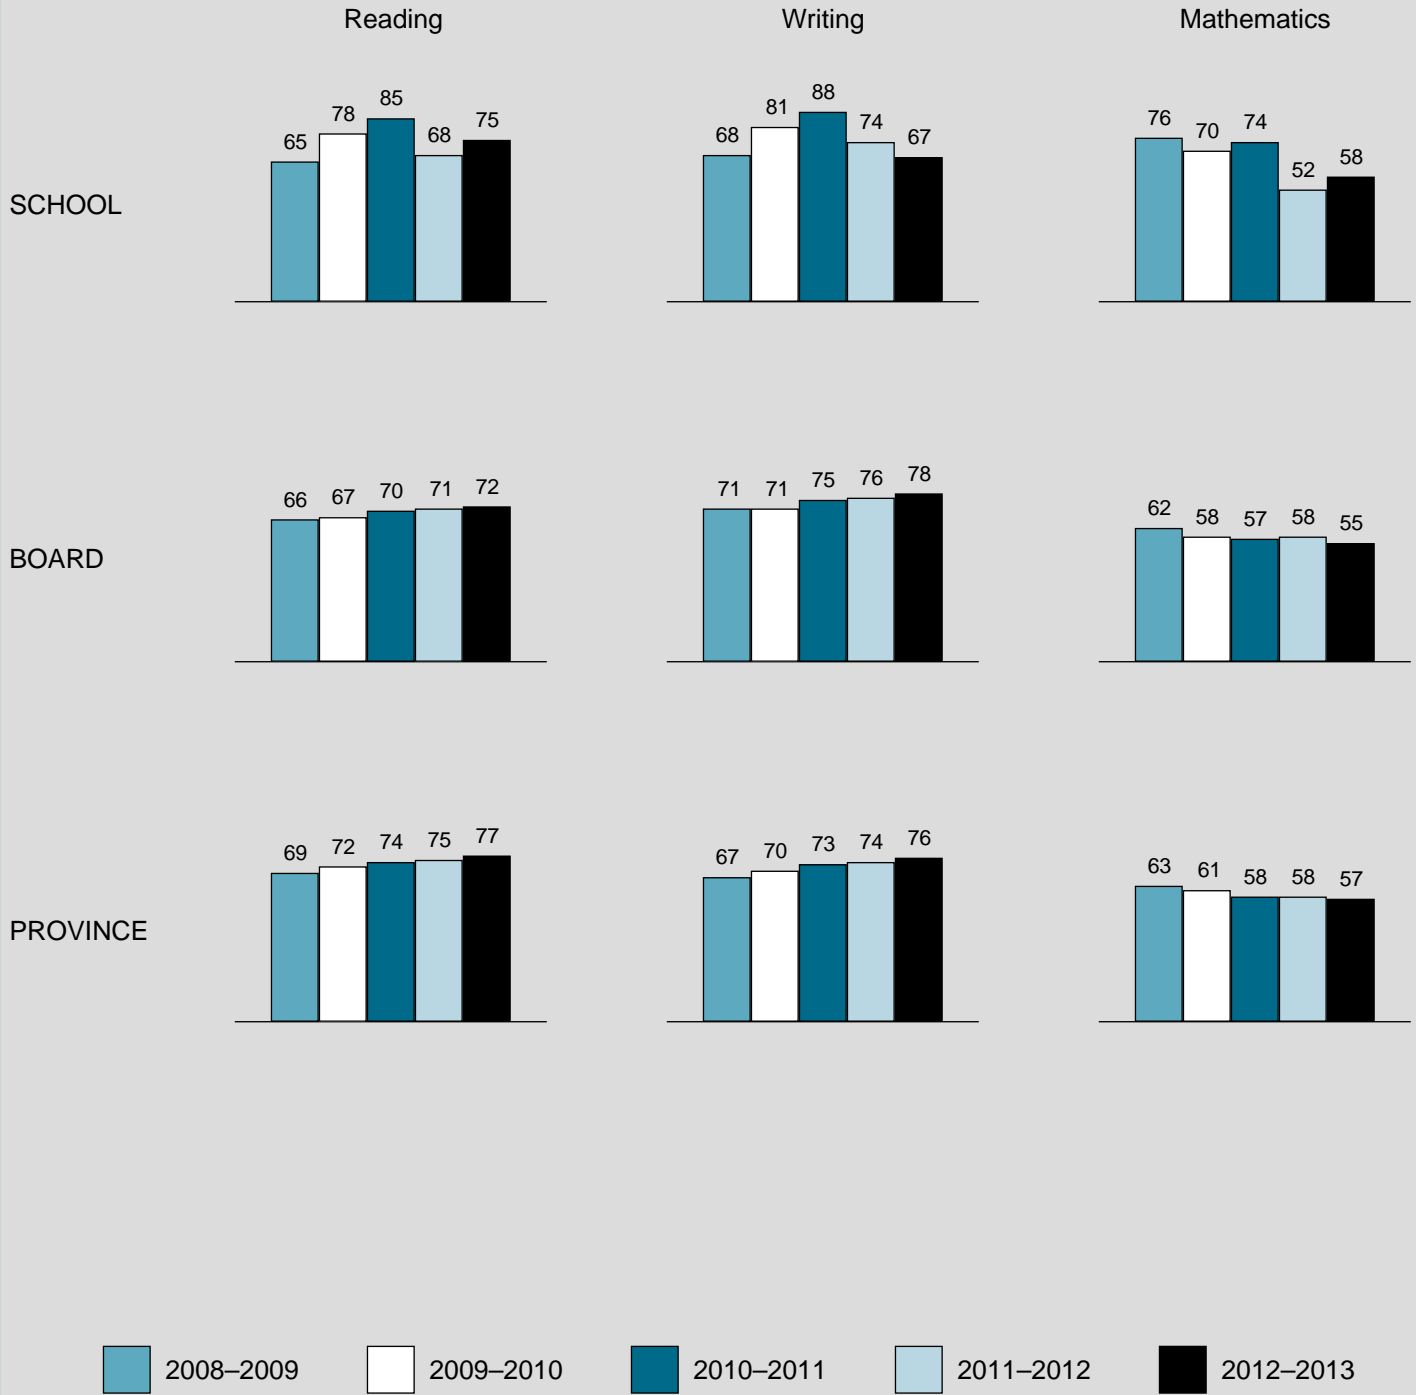 Reading Writing Mathematics
65 78 85 68 75
68 81 88 74 67
76 70 74 52 58
SCHOOL
66 67 70 71 72
71 71 75 76 78
62 58 57 58 55
BOARD
69 72 74 75 77
67 70 73 74 76
63 61 58 58 57
PROVINCE
2008–2009 2009–2010 2010–2011 2011–2012 2012–2013